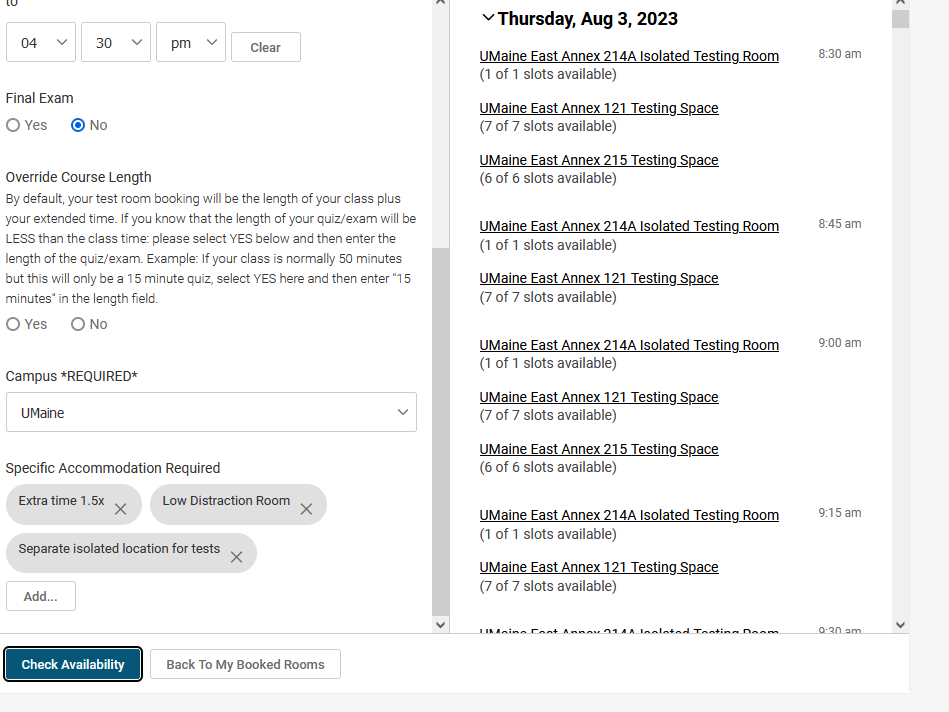 to
04 30 pm Clear
Final Exam
Yes No
Override Course Length
By default, your test room booking will be the length of your class plus
your extended time. If you know that the length of your quiz/exam will be
LESS than the class time: please select YES below and then enter the
length of the quiz/exam. Example: If your class is normally 50 minutes
but this will only be a 15 minute quiz, select YES here and then enter "15
minutes" in the length field.
Yes No
Campus *REQUIRED*
UMaine
Specific Accommodation Required
Extra time 1.5x Low Distraction Room
Separate isolated location for tests
Add...
Check Availability Back To My Booked Rooms
Thursday, Aug 3, 2023
UMaine East Annex 214A Isolated Testing Room 8:30 am
(1 of 1 slots available)
UMaine East Annex 121 Testing Space
(7 of 7 slots available)
UMaine East Annex 215 Testing Space
(6 of 6 slots available)
UMaine East Annex 214A Isolated Testing Room 8:45 am
(1 of 1 slots available)
UMaine East Annex 121 Testing Space
(7 of 7 slots available)
UMaine East Annex 214A Isolated Testing Room 9:00 am
(1 of 1 slots available)
UMaine East Annex 121 Testing Space
(7 of 7 slots available)
UMaine East Annex 215 Testing Space
(6 of 6 slots available)
UMaine East Annex 214A Isolated Testing Room 9:15 am
(1 of 1 slots available)
UMaine East Annex 121 Testing Space
(7 of 7 slots available)
UMaine East Annex 214A Isolated Testing Room 9:30 am